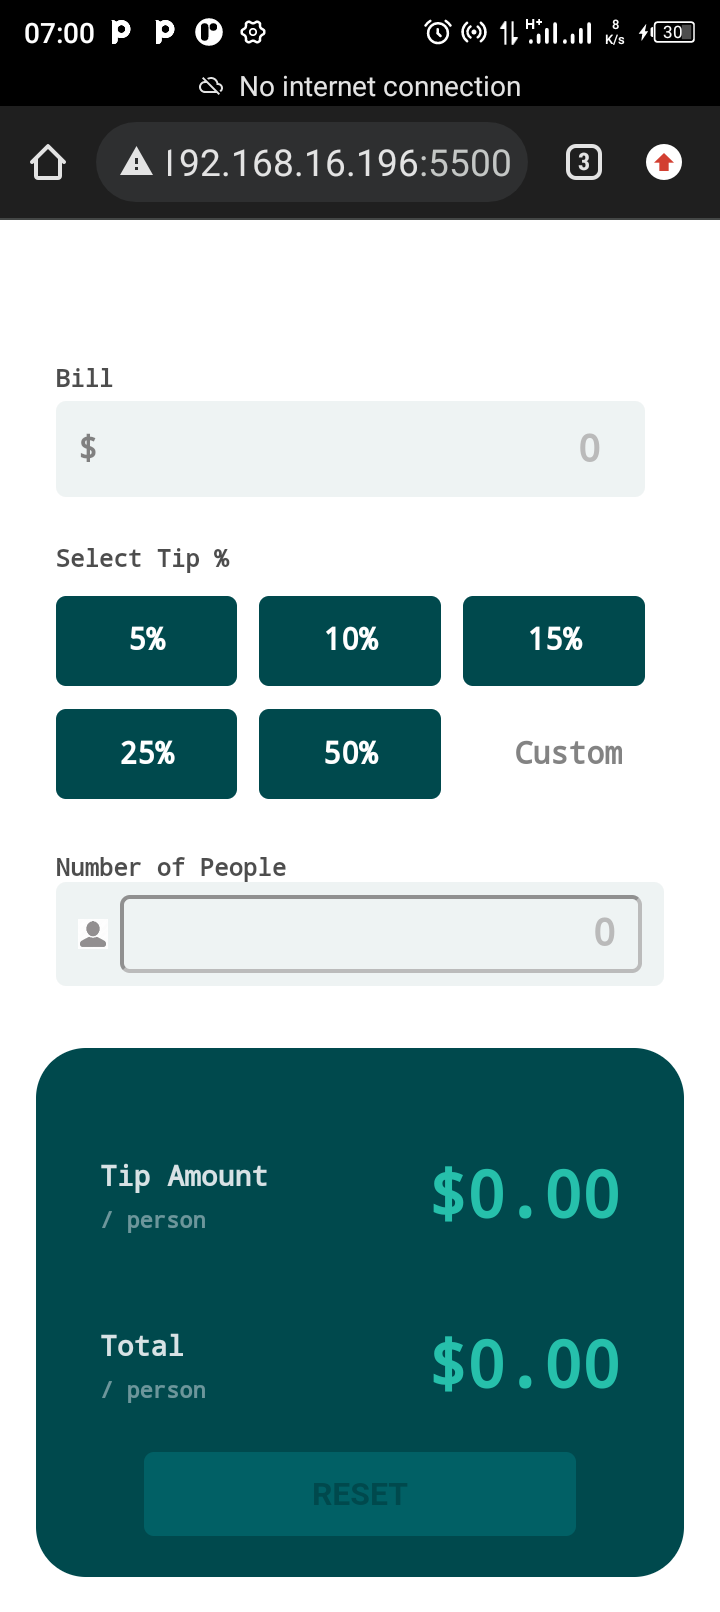 07:00 H+ 8 K/s 30
No internet connection
192.168.16.196:5500 3
Bill
$ 0
Select Tip %
5% 10% 15%
25% 50% Custom
Number of People
0
Tip Amount $0.00
/ person
Total $0.00
/ person
RESET